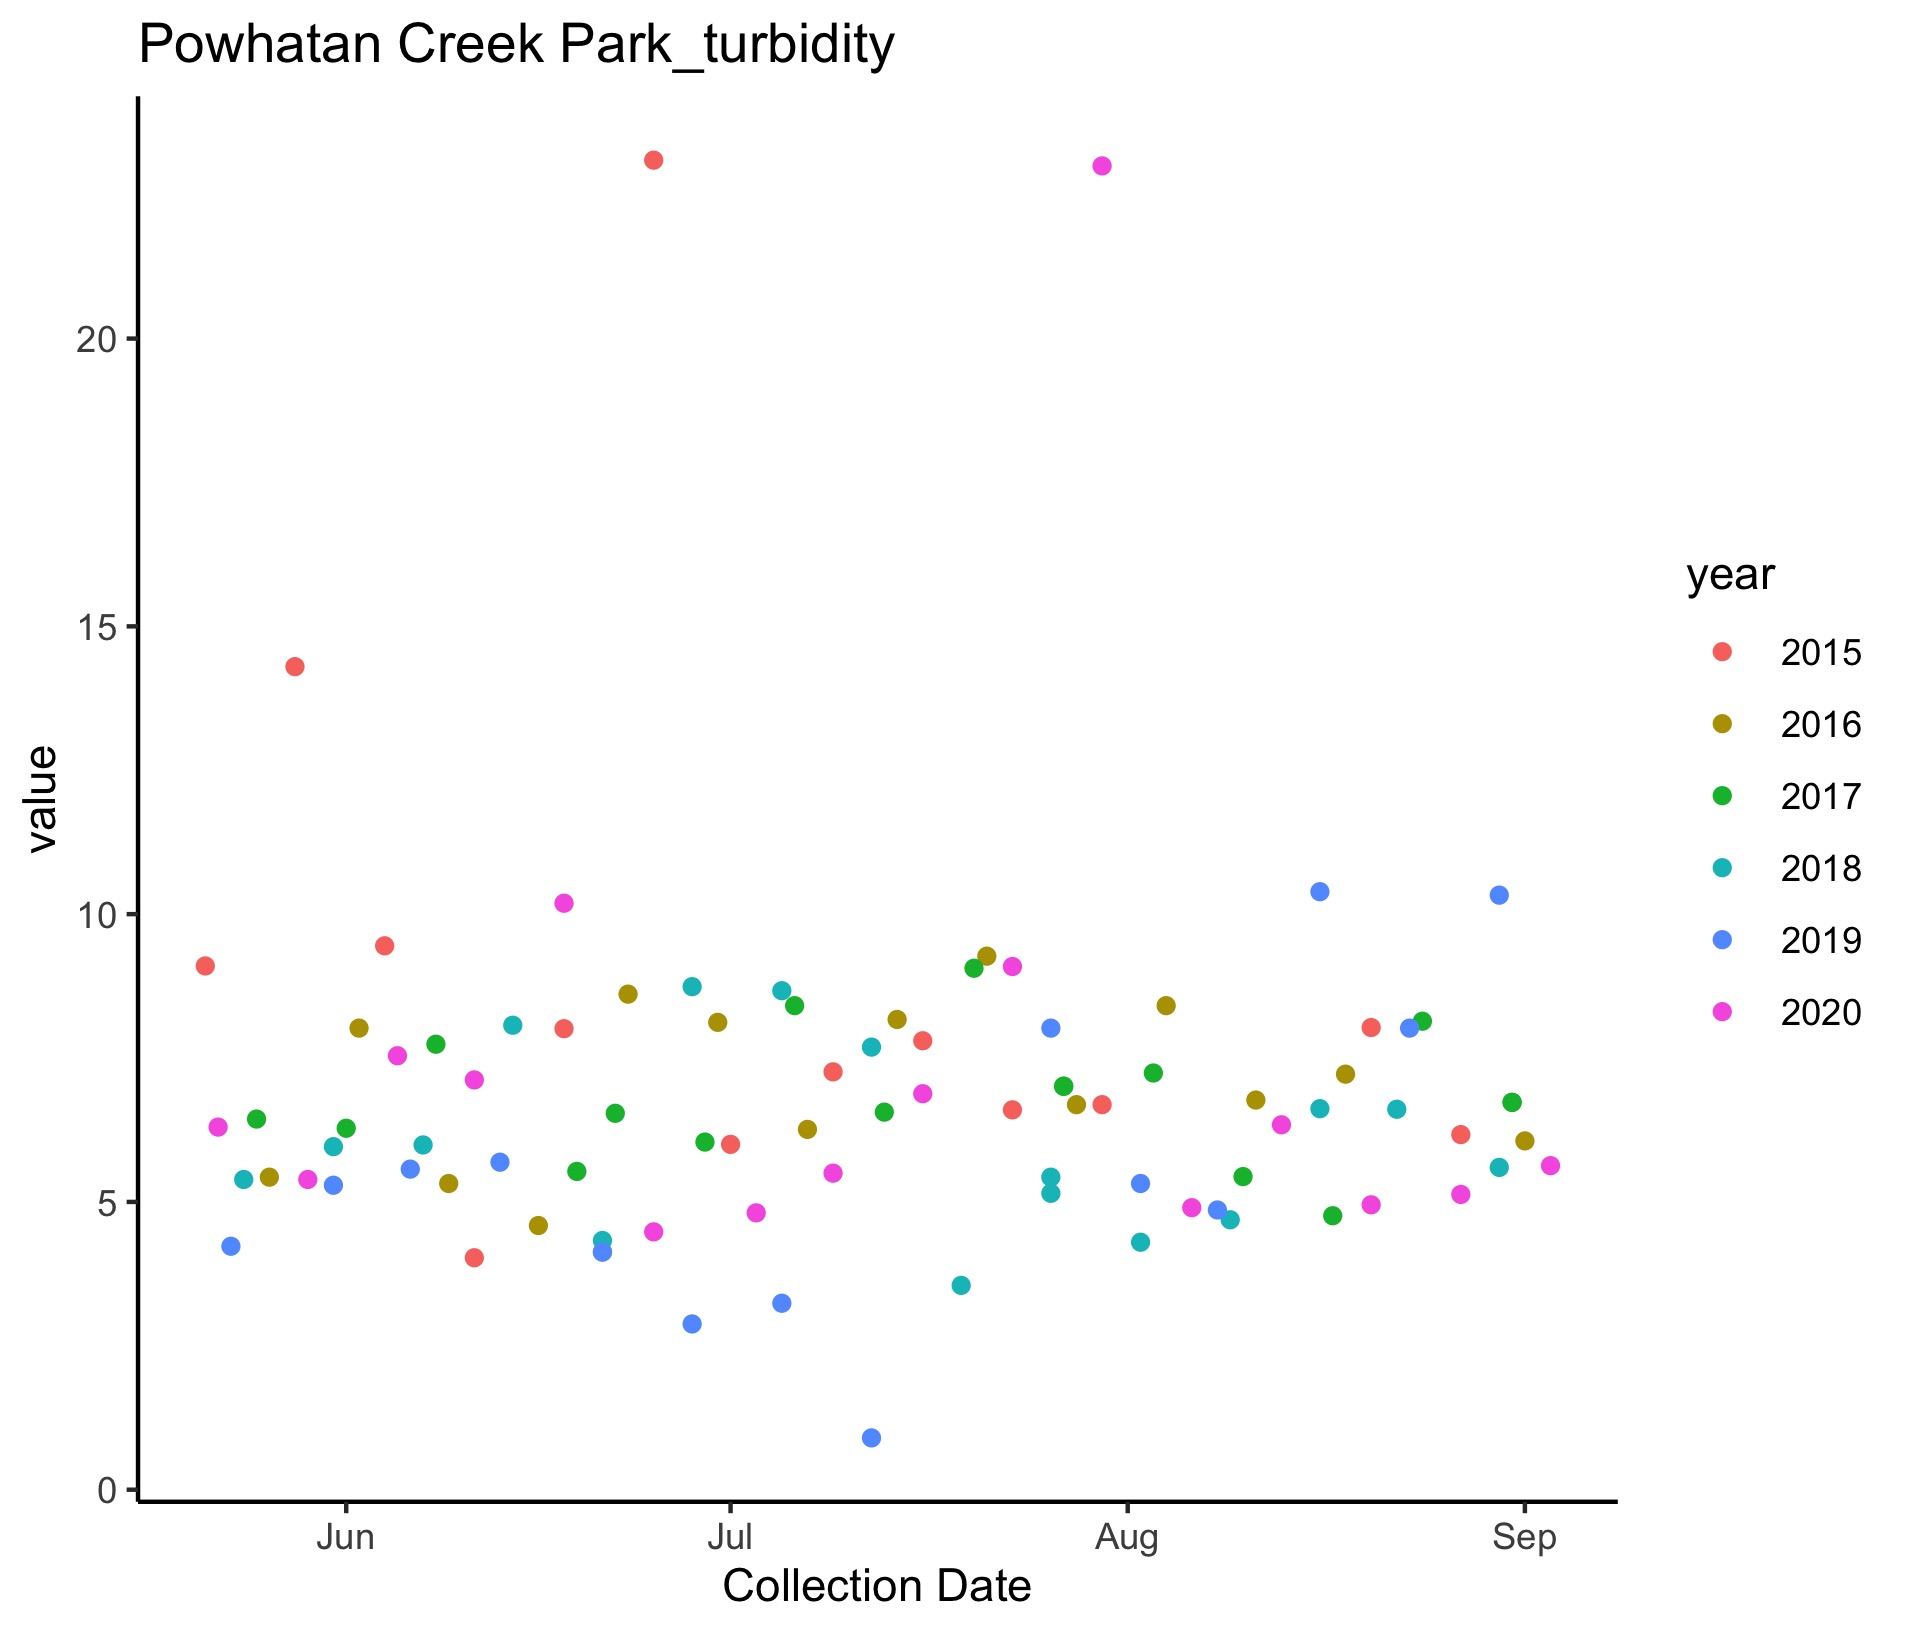 Powhatan Creek Park_turbidity
20
15
10
5
0
value
Jun Jul Aug Sep
Collection Date
year
2015
2016
2017
2018
2019
2020